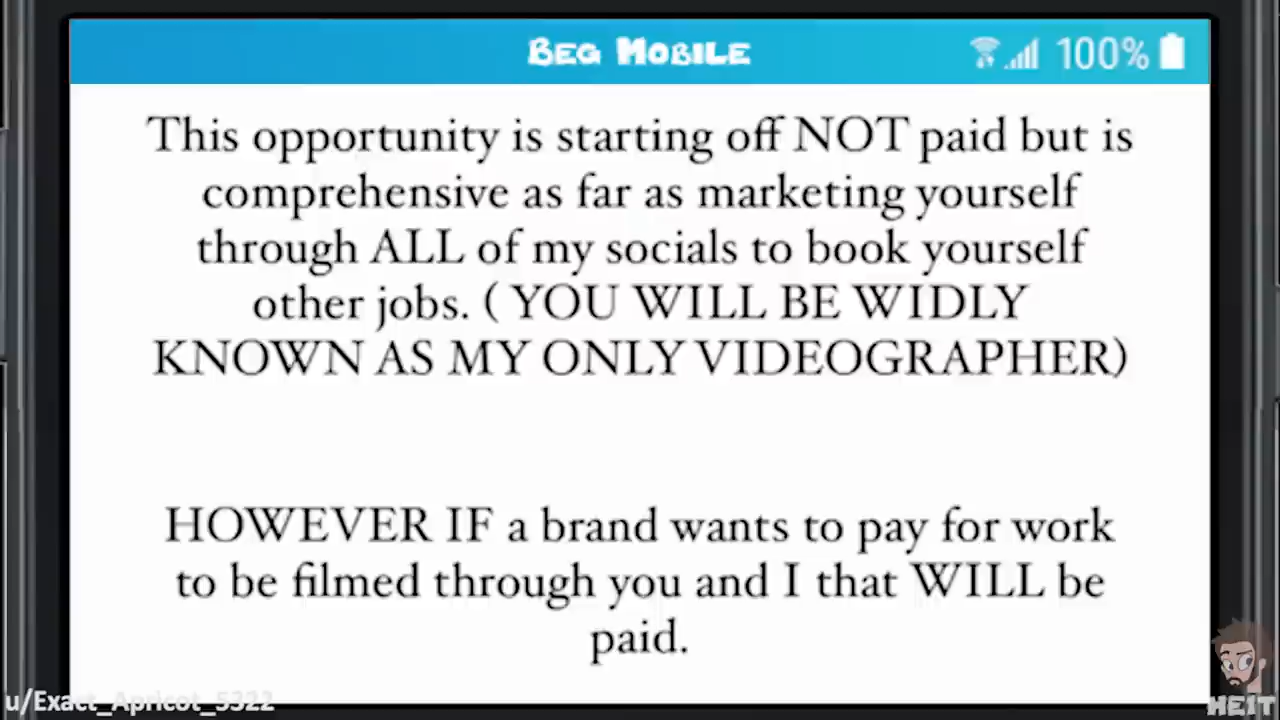 BEG MOBILE
100%
This opportunity is starting off NOT paid but is
comprehensive as far as marketing yourself
through ALL of my socials to book yourself
other jobs. ( YOU WILL BE WIDLY
KNOWN AS MY ONLY VIDEOGRAPHER)
HOWEVER IF a brand wants to pay for work
to be filmed through you and I that WILL be
paid.
u/Exact_Apricot_5322
HEIT